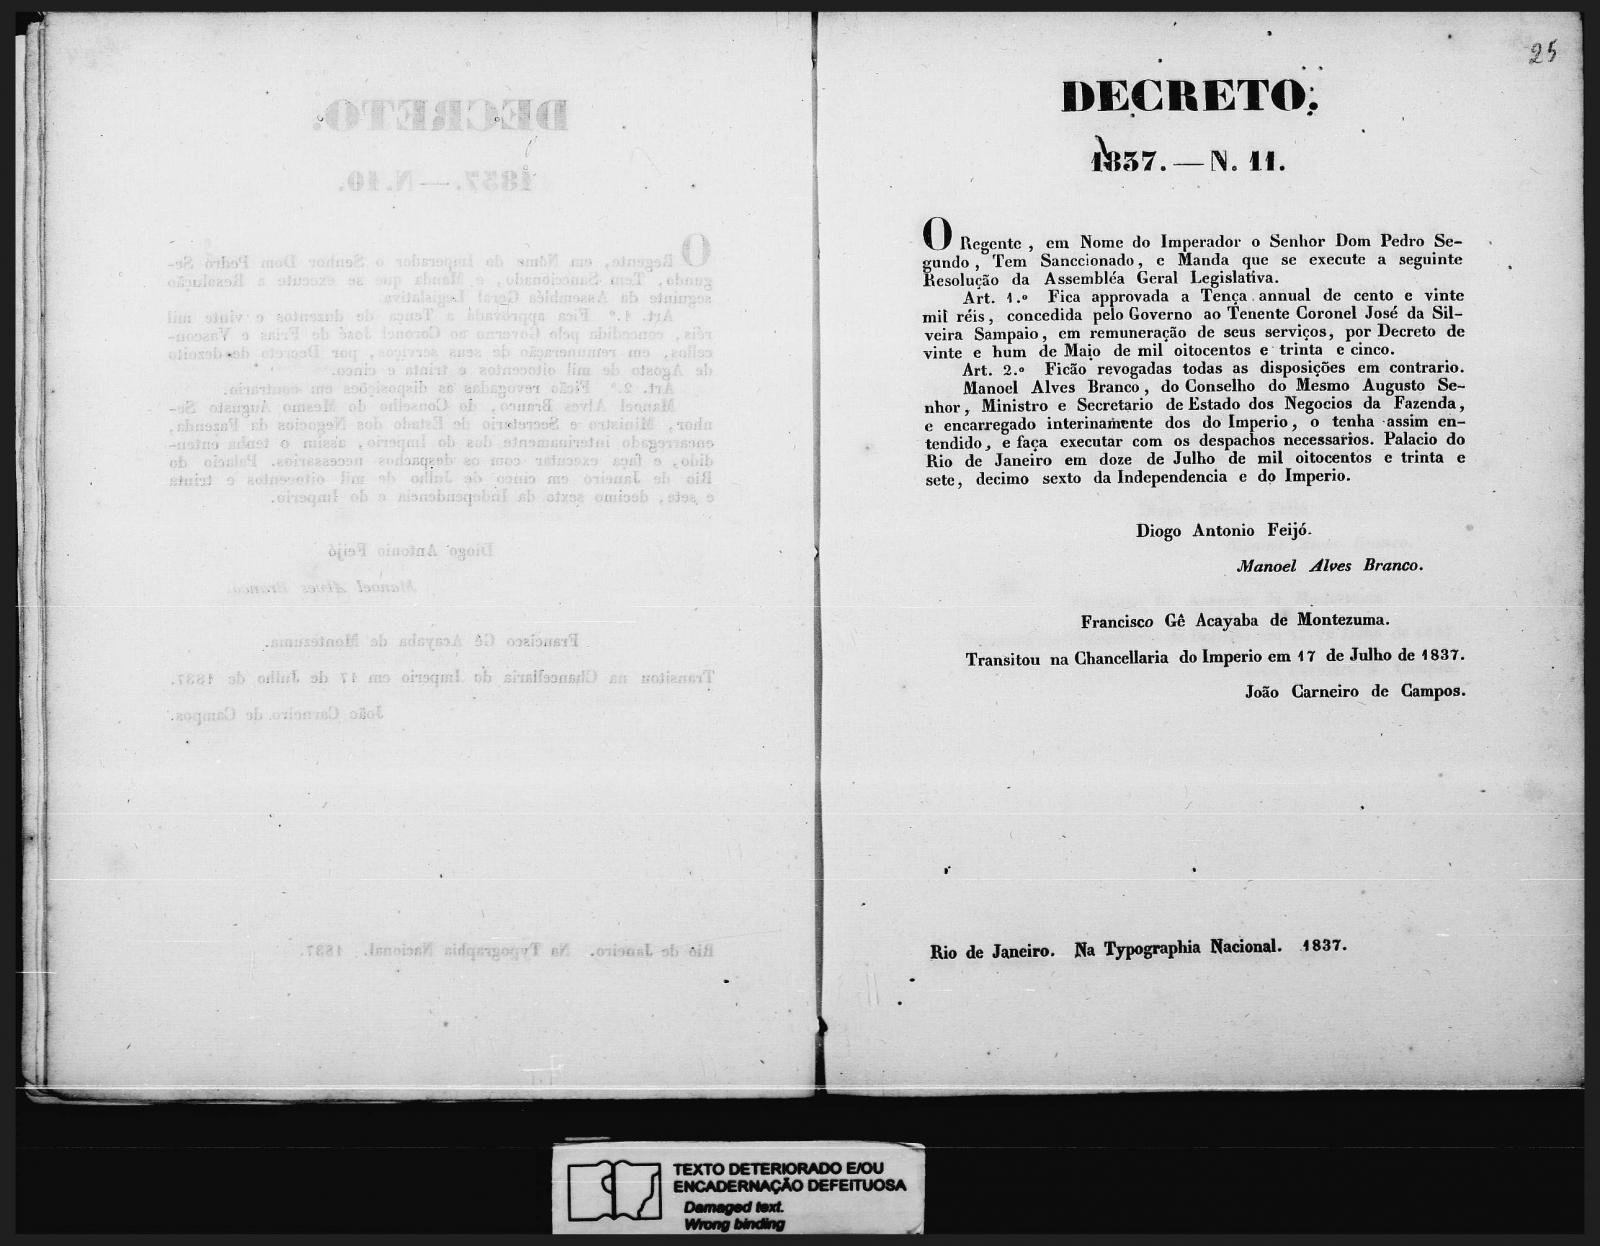 25
DECRETO.
1837. — N. 11.
O Regente, em Nome do Imperador o Senhor Dom Pedro Se-
gundo, Tem Sanccionado, e Manda que se execute a seguinte
Resolução da Assembléa Geral Legislativa.
Art. 1.º Fica approvada a Tença annual de cento e vinte
mil réis, concedida pelo Governo ao Tenente Coronel José da Sil-
veira Sampaio, em remuneração de seus serviços, por Decreto de
vinte e hum de Maio de mil oitocentos e trinta e cinco.
Art. 2.º Ficão revogadas todas as disposições em contrario.
Manoel Alves Branco, do Conselho do Mesmo Augusto Se-
nhor, Ministro e Secretario de Estado dos Negocios da Fazenda,
e encarregado interinamente dos do Imperio, o tenha assim en-
tendido, e faça executar com os despachos necessarios. Palacio do
Rio de Janeiro em doze de Julho de mil oitocentos e trinta e
sete, decimo sexto da Independencia e do Imperio.
Diogo Antonio Feijó.
Manoel Alves Branco.
Francisco Gê Acayaba de Montezuma.
Transitou na Chancellaria do Imperio em 17 de Julho de 1837.
João Carneiro de Campos.
Rio de Janeiro. Na Typographia Nacional. 1837.
TEXTO DETERIORADO E/OU
ENCADERNAÇÃO DEFEITUOSA
Damaged text.
Wrong binding